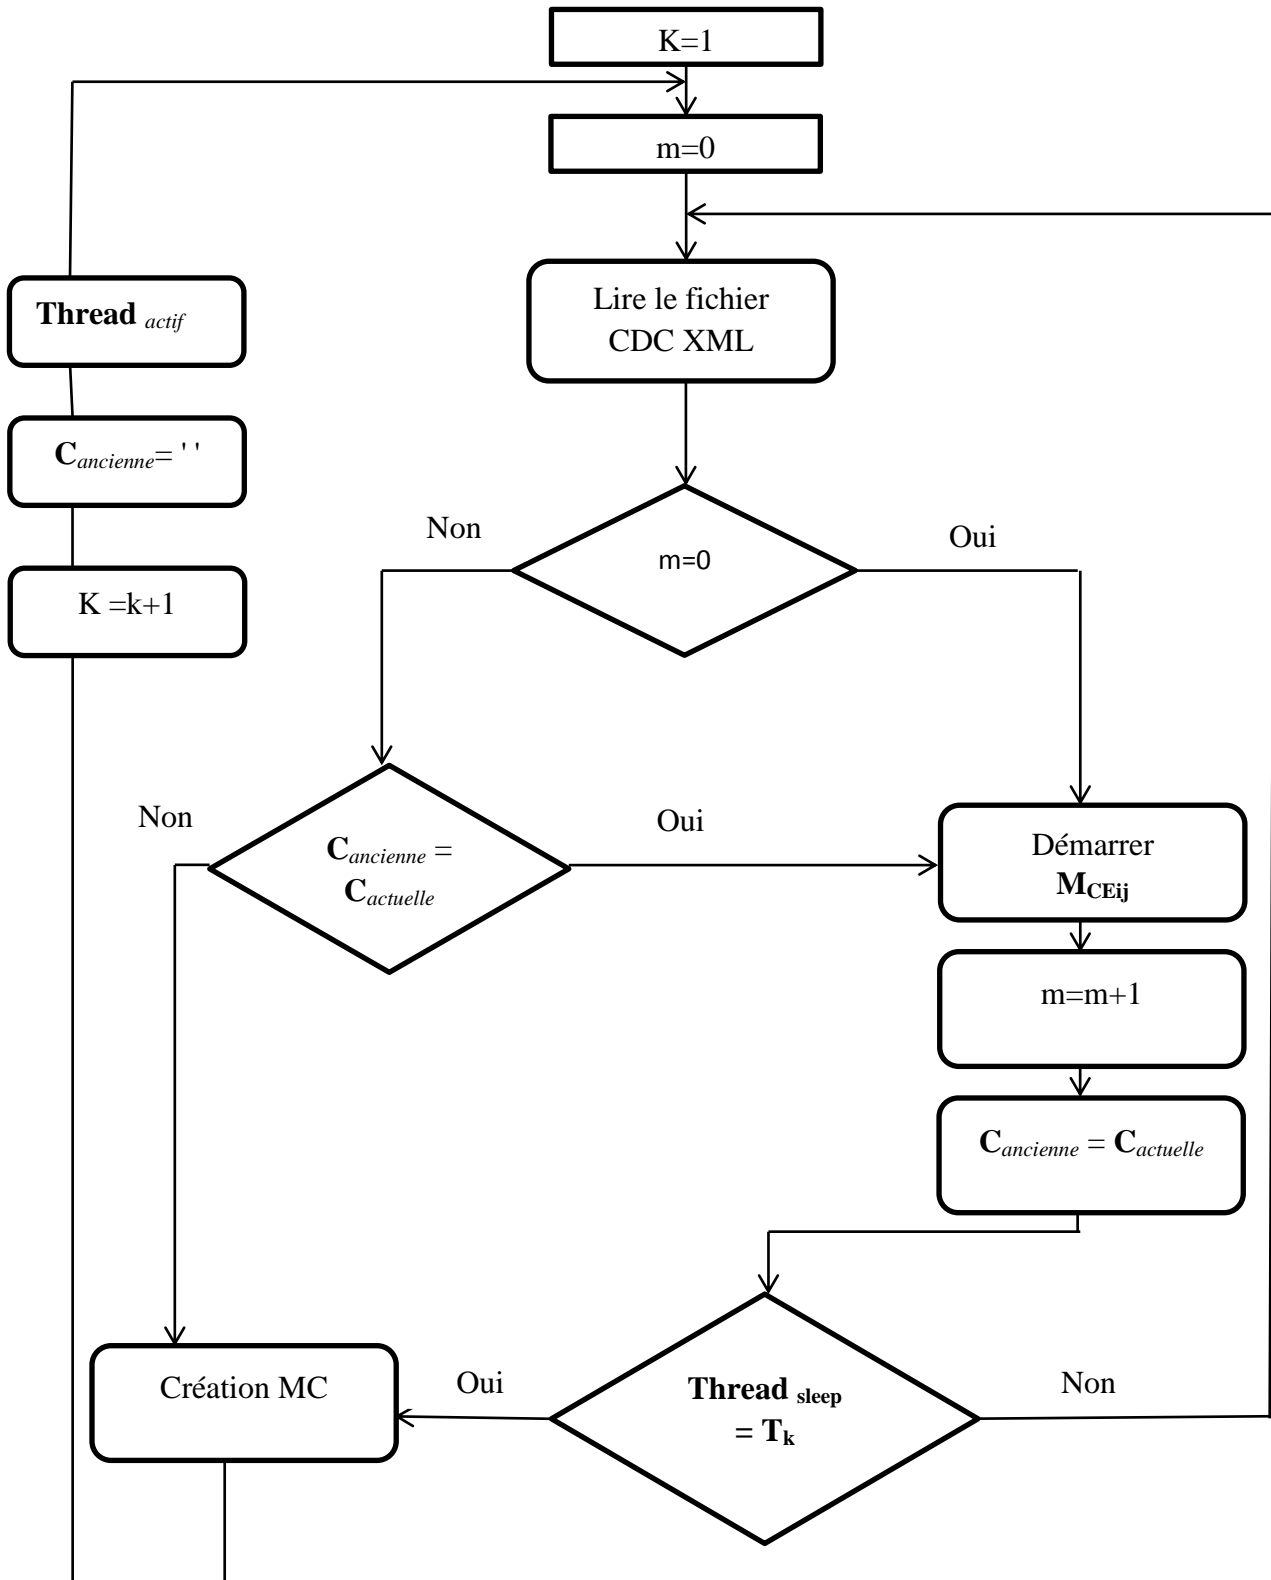 K=1
m=0
Lire le fichier
CDC XML
Thread actif
Cancienne= ' '
K =k+1
Non
Oui
m=0
Non
Oui
Cancienne =
Cactuelle
Démarrer
MCEij
m=m+1
Cancienne = Cactuelle
Création MC
Oui
Thread sleep
= Tk
Non